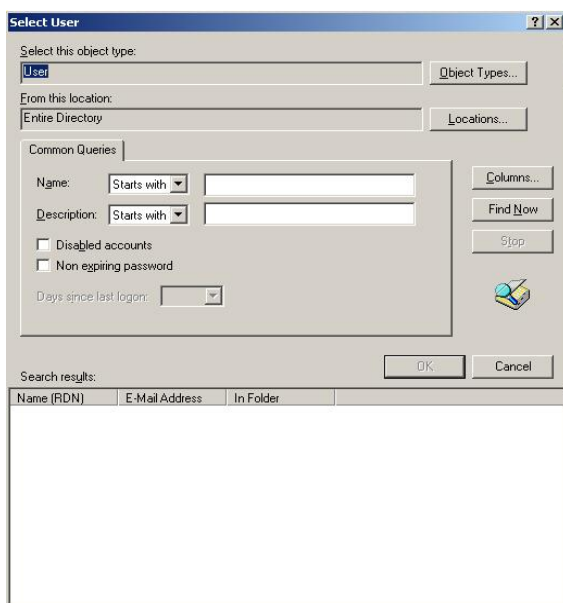 Select User
Select this object type:
User
Object Types...
From this location:
Entire Directory
Locations...
Common Queries
Name: Starts with
Description: Starts with
Disabled accounts
Non expiring password
Days since last logon:
Columns...
Find Now
Stop
OK
Cancel
Search results:
Name (RDN) E-Mail Address In Folder